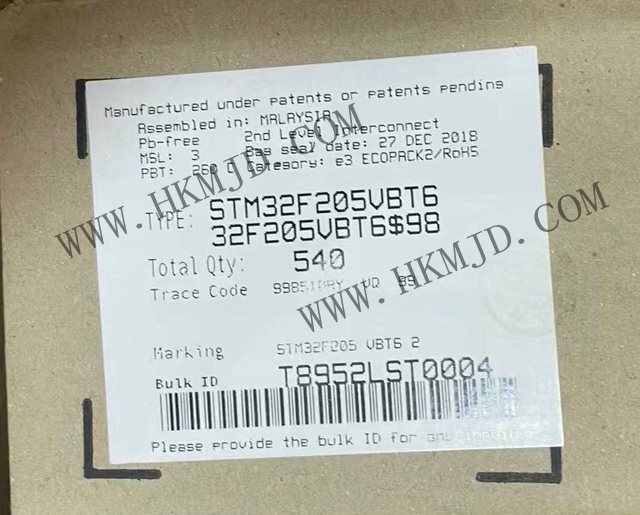 Manufactured under patents or patents pending
Assembled in: MALAYSIA
Pb-free 2nd Level Interconnect
MSL: 3 Bag seal date: 27 DEC 2018
PBT: 260 C Category: e3 ECOPACK2/RoHS
TYPE: STM32F205VBT6
32F205VBT6$98
Total Qty: 540
Trace Code VQ
Marking STM32F205 VBT6 2
Bulk ID T8952LST0004
Please provide the bulk ID for any
WWW.HKMJD.COM
WWW.HKMJD.COM